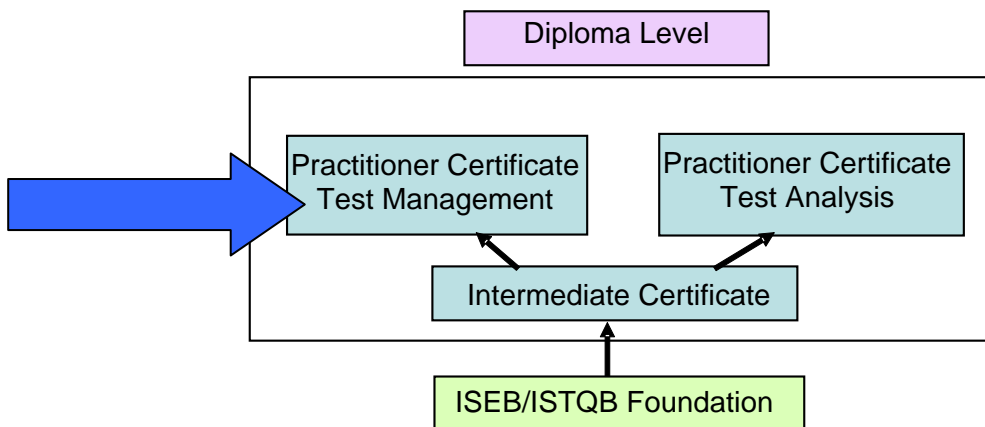 Diploma Level
Practitioner Certificate
Test Management
Practitioner Certificate
Test Analysis
Intermediate Certificate
ISEB/ISTQB Foundation